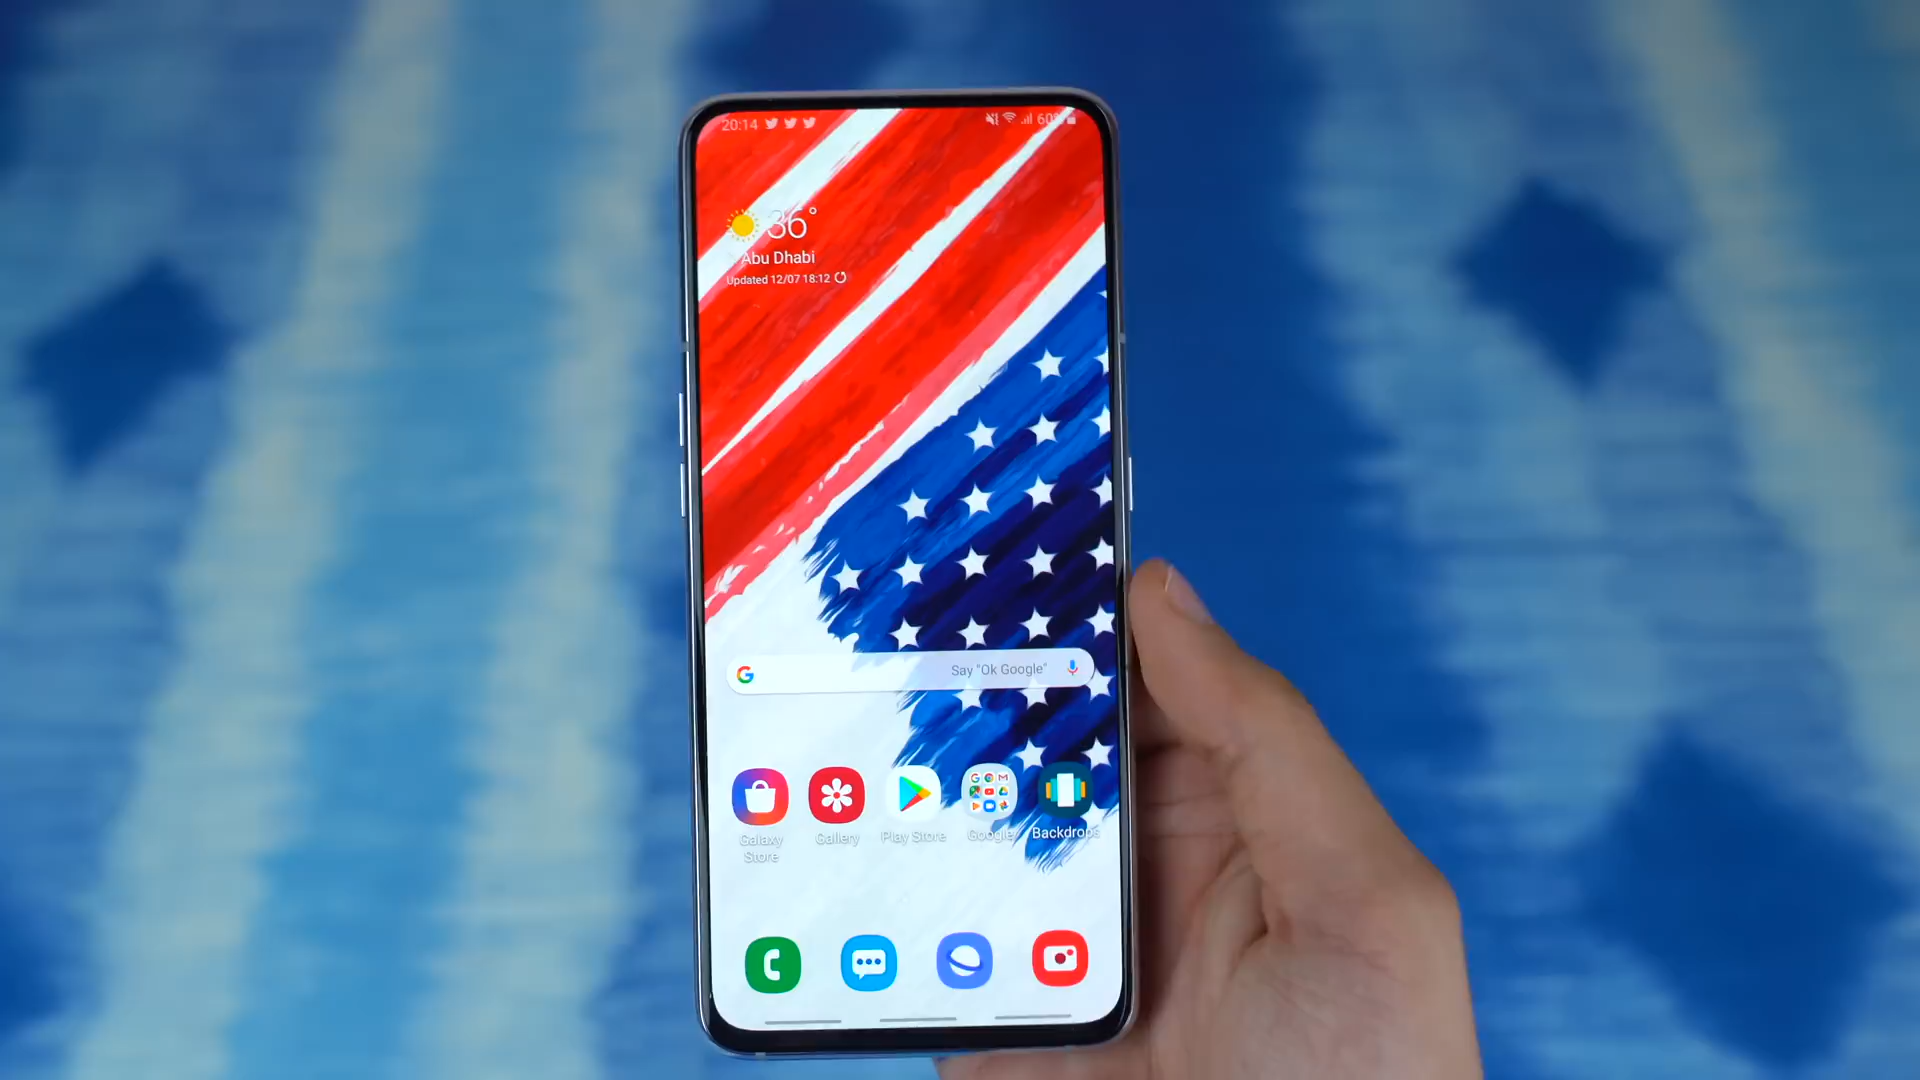 20:14 60%
36°
Abu Dhabi
Updated 12/07 18:12
G Say "Ok Google"
Galaxy Store
Gallery
Play Store
Google
Backdrops